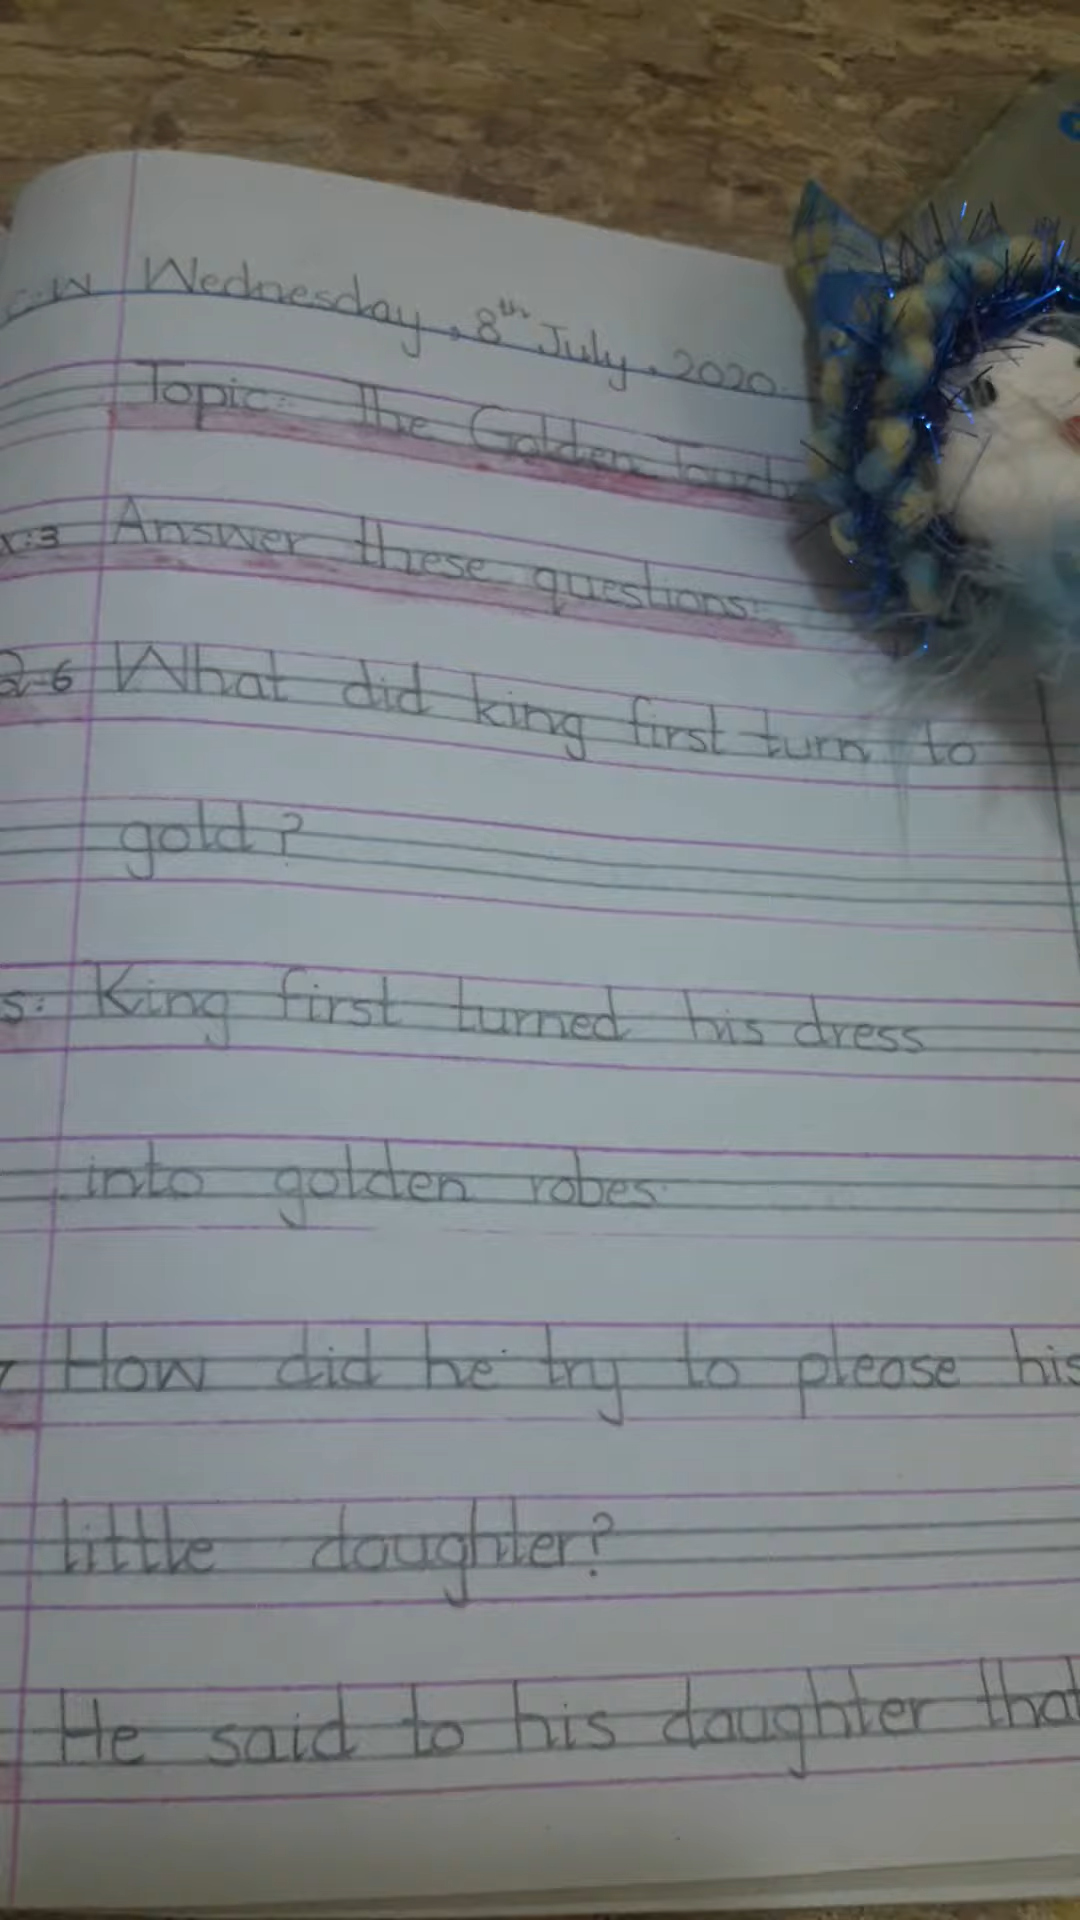 C.W Wednesday, 8th July, 2020.
Topic: The Golden Touch
x:3 Answer these questions:
Q-6 What did king first turn to
gold?
s: King first turned his dress
into golden robes.
7 How did he try to please his
little daughter?
He said to his daughter that